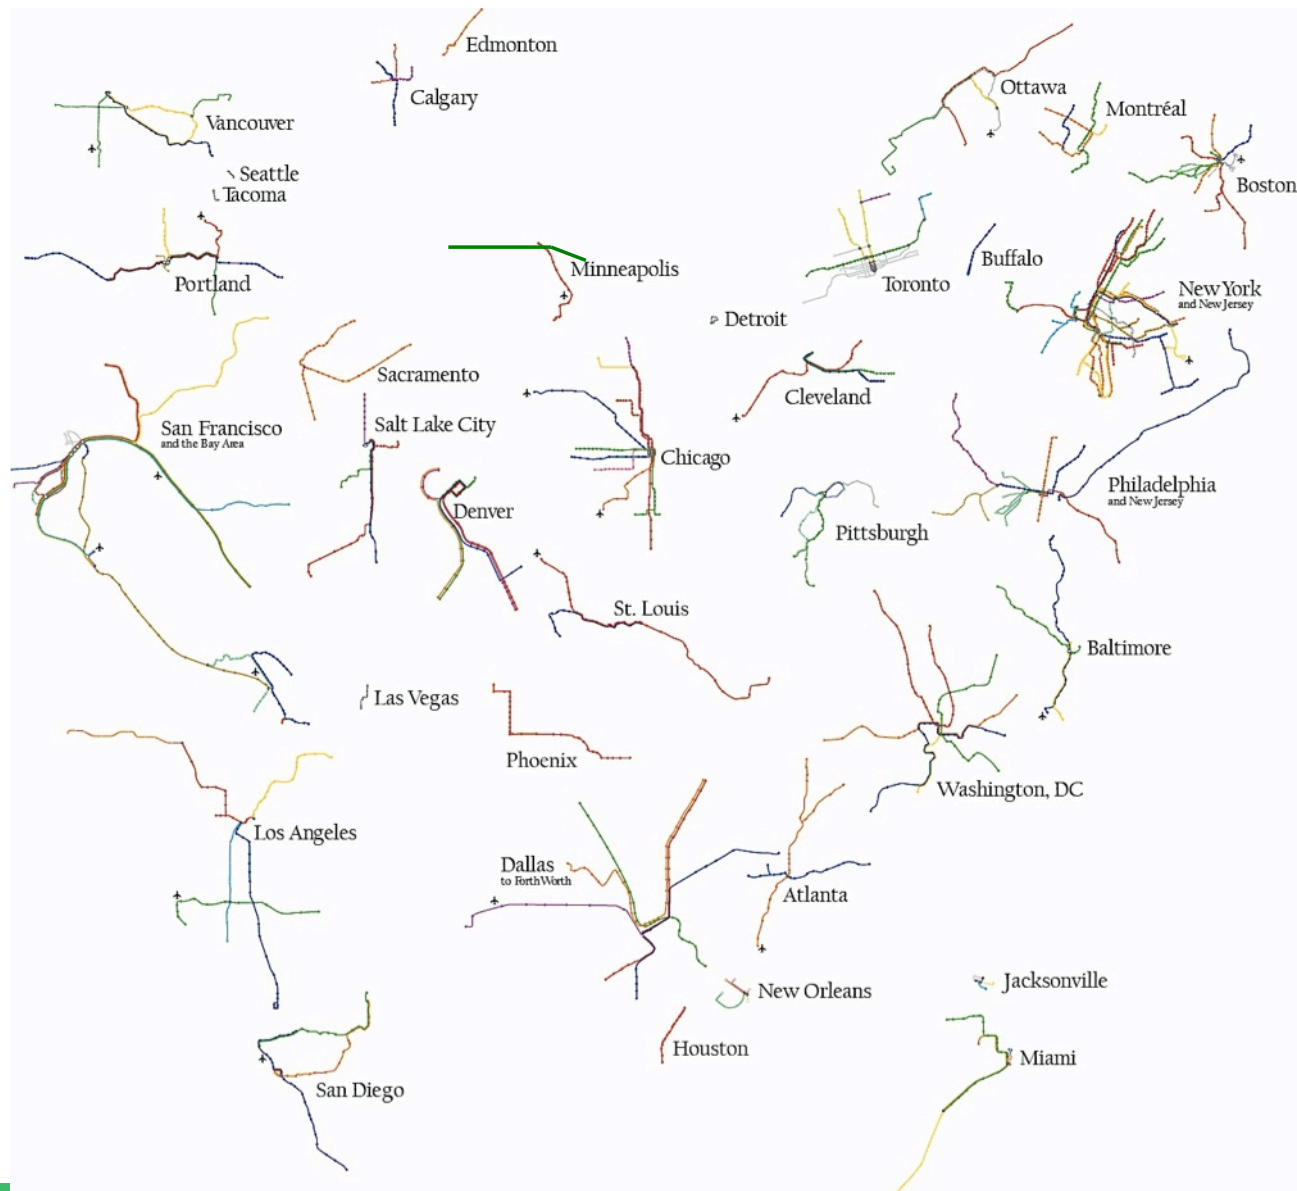 Edmonton
Calgary
Ottawa
Montréal
Vancouver
Seattle
Tacoma
Boston
Portland
Minneapolis
Buffalo
Toronto
New York
and New Jersey
Detroit
Sacramento
Cleveland
San Francisco
and the Bay Area
Salt Lake City
Chicago
Denver
Philadelphia
and New Jersey
Pittsburgh
St. Louis
Baltimore
Las Vegas
Phoenix
Washington, DC
Los Angeles
Dallas
to Forth Worth
Atlanta
New Orleans
Jacksonville
Houston
Miami
San Diego